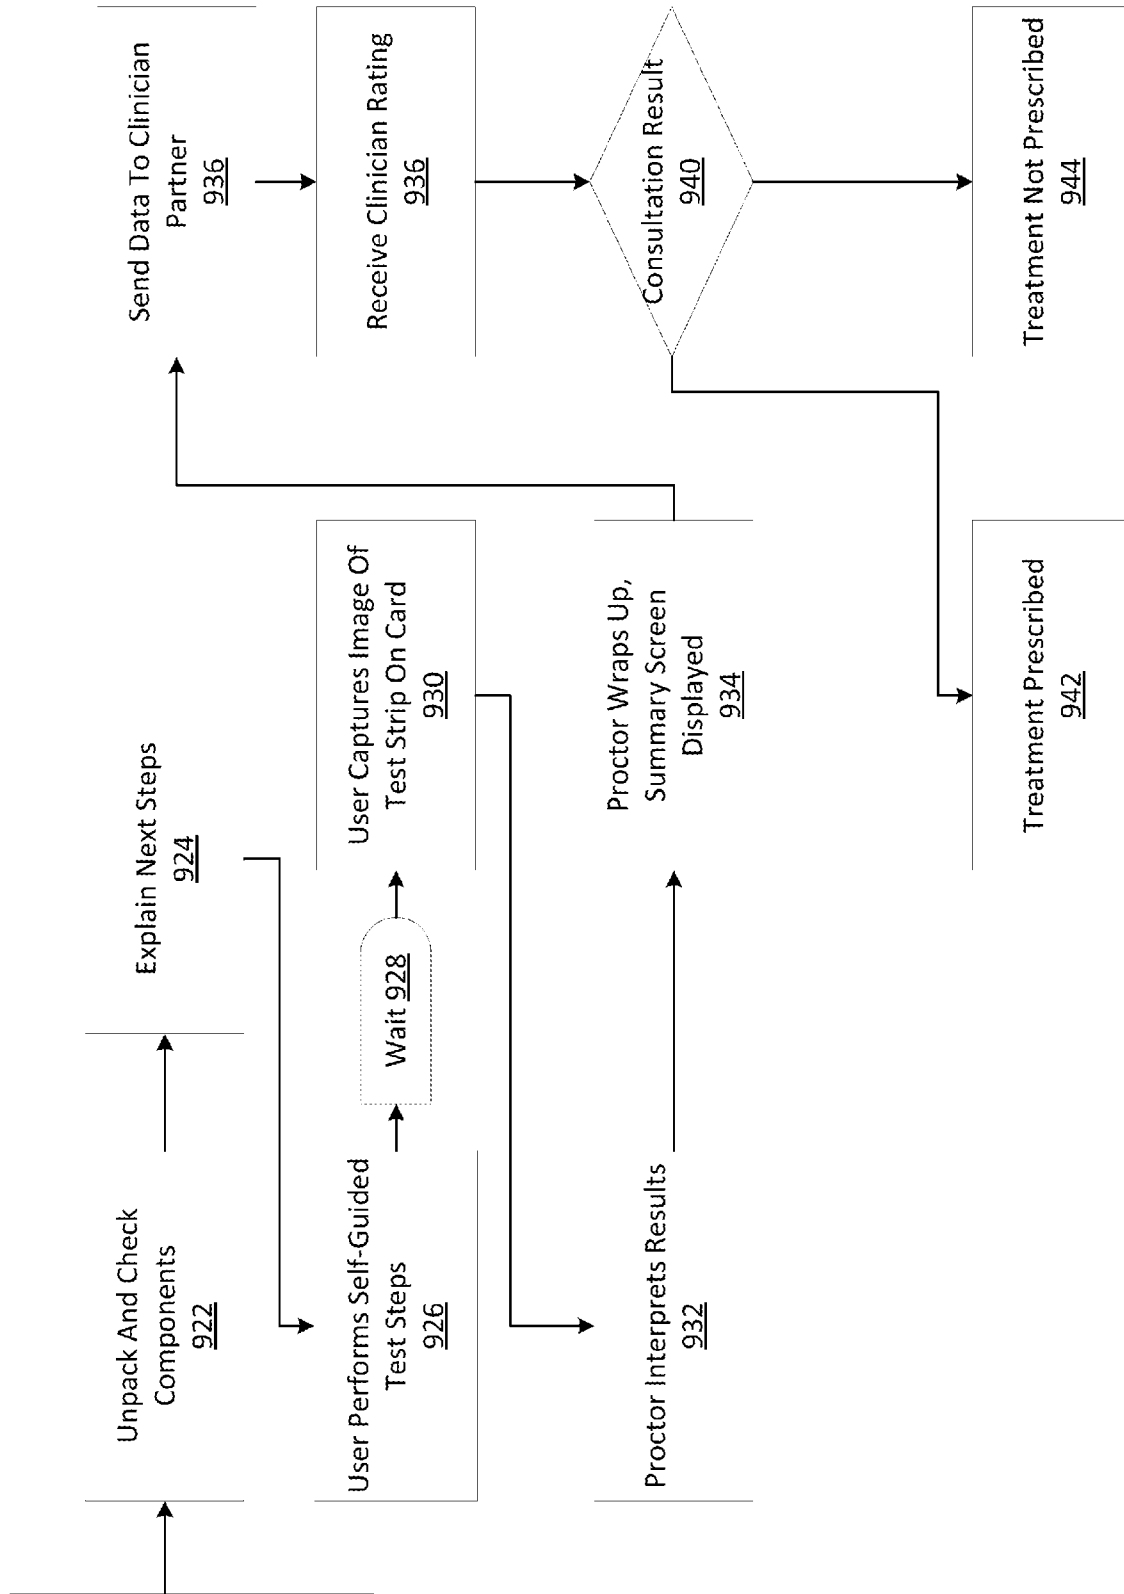 Unpack And Check
Components
922
Explain Next Steps
924
User Performs Self-Guided
Test Steps
926
Wait 928
User Captures Image Of
Test Strip On Card
930
Proctor Interprets Results
932
Proctor Wraps Up,
Summary Screen
Displayed
934
Send Data To Clinician
Partner
936
Receive Clinician Rating
936
Consultation Result
940
Treatment Prescribed
942
Treatment Not Prescribed
944